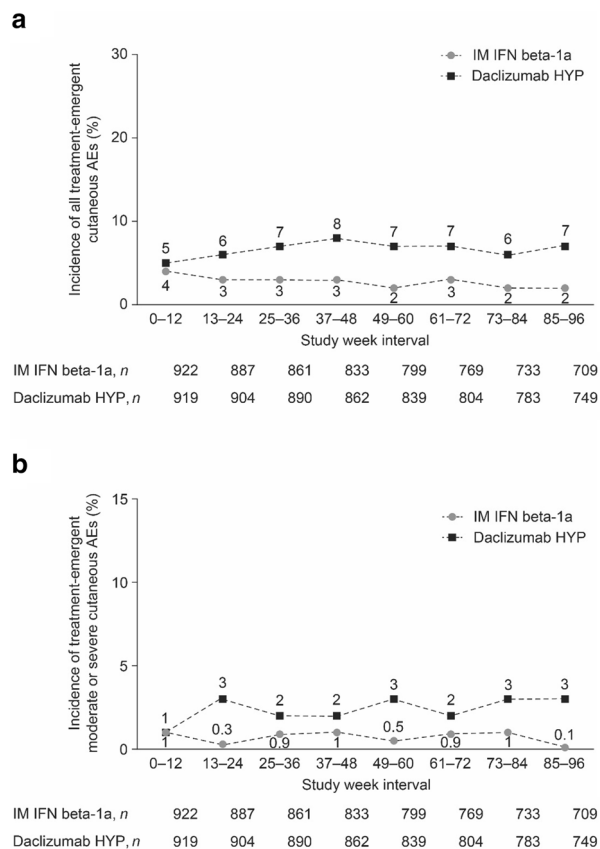 a
IM IFN beta-1a
Daclizumab HYP
Incidence of all treatment-emergent
cutaneous AEs (%)
30
20
10
0
5 6 7 8 7 7 6 7
4 3 3 3 2 3 2 2
0–12 13–24 25–36 37–48 49–60 61–72 73–84 85–96
Study week interval
IM IFN beta-1a, n 922 887 861 833 799 769 733 709
Daclizumab HYP, n 919 904 890 862 839 804 783 749
b
IM IFN beta-1a
Daclizumab HYP
Incidence of treatment-emergent
moderate or severe cutaneous AEs (%)
15
10
5
0
1 3 2 2 3 2 3 3
1 0.3 0.9 1 0.5 0.9 1 0.1
0–12 13–24 25–36 37–48 49–60 61–72 73–84 85–96
Study week interval
IM IFN beta-1a, n 922 887 861 833 799 769 733 709
Daclizumab HYP, n 919 904 890 862 839 804 783 749